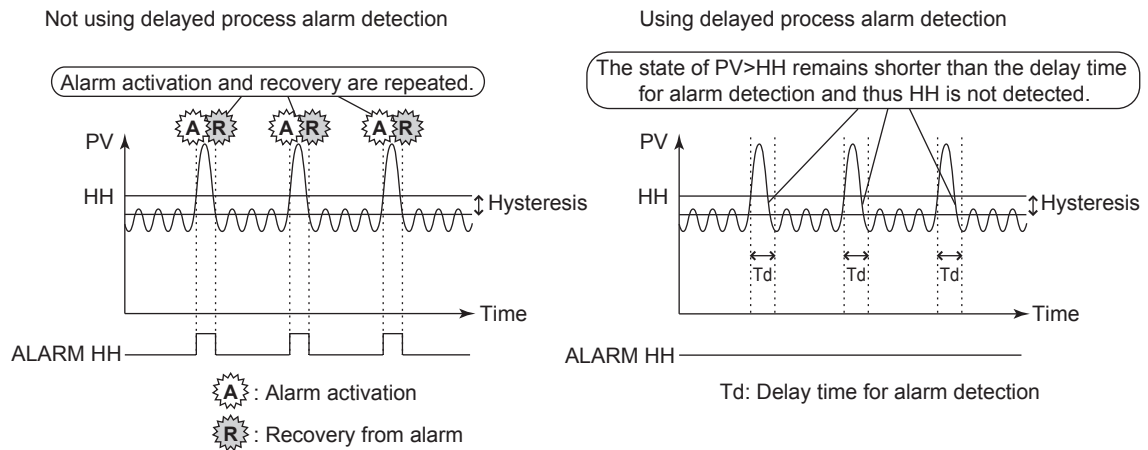 Not using delayed process alarm detection
Alarm activation and recovery are repeated.
A R A R A R
PV
HH
Hysteresis
Time
ALARM HH
A : Alarm activation
R : Recovery from alarm
Using delayed process alarm detection
The state of PV>HH remains shorter than the delay time
for alarm detection and thus HH is not detected.
PV
HH
Hysteresis
Td Td Td
Time
ALARM HH
Td: Delay time for alarm detection